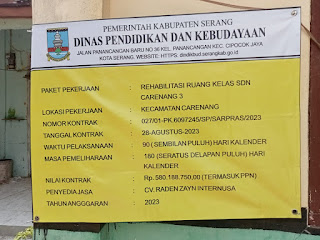 PEMERINTAH KABUPATEN SERANG
DINAS PENDIDIKAN DAN KEBUDAYAAN
JALAN PANANCANGAN BARU NO 36 KEL. PANANCANGAN KEC. CIPOCOK JAYA
KOTA SERANG. WEBSITE: HTTPS: dindikbud.serangkab.go.id
PAKET PEKERJAAN : REHABILITASI RUANG KELAS SDN
CARENANG 3
LOKASI PEKERJAAN : KECAMATAN CARENANG
NOMOR KONTRAK : 027/01-PK.6097245/SP/SARPRAS/2023
TANGGAL KONTRAK : 28-AGUSTUS-2023
WAKTU PELAKSANAAN : 90 (SEMBILAN PULUH) HARI KALENDER
MASA PEMELIHARAAN : 180 (SERATUS DELAPAN PULUH) HARI
KALENDER
NILAI KONTRAK : Rp. 580.188.750,00 (TERMASUK PPN)
PENYEDIA JASA : CV. RADEN ZAYN INTERNUSA
TAHUN ANGGGARAN : 2023